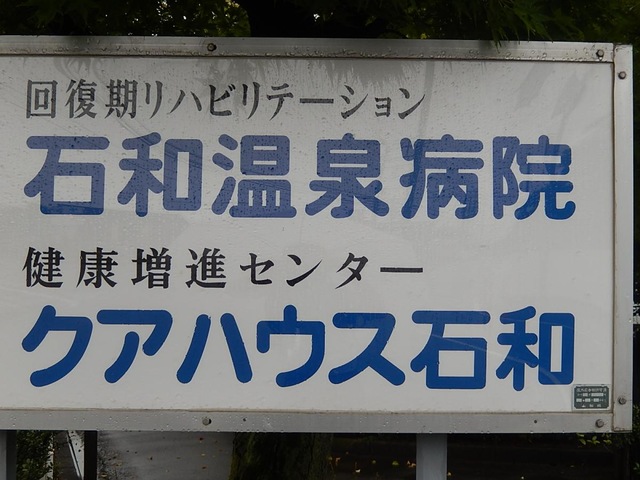 回復期リハビリテーション
石和温泉病院
健康増進センター
クアハウス石和